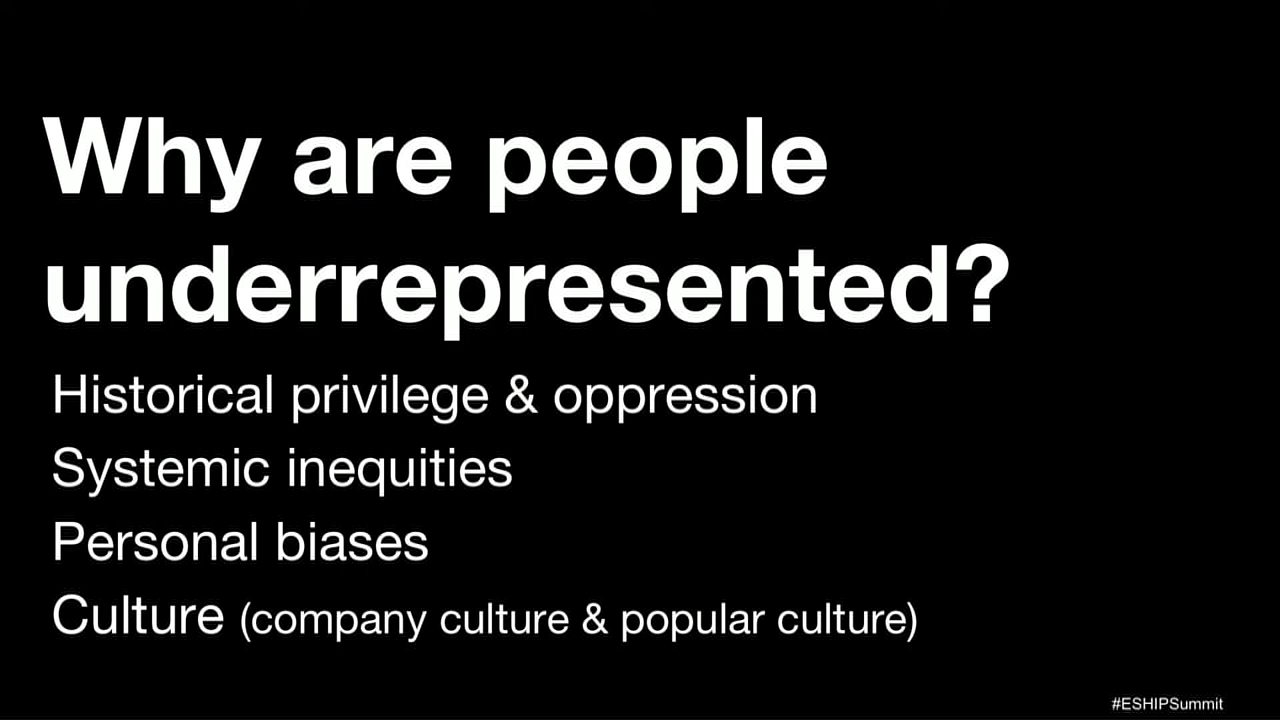 Why are people
underrepresented?
Historical privilege & oppression
Systemic inequities
Personal biases
Culture (company culture & popular culture)
#ESHIPSummit